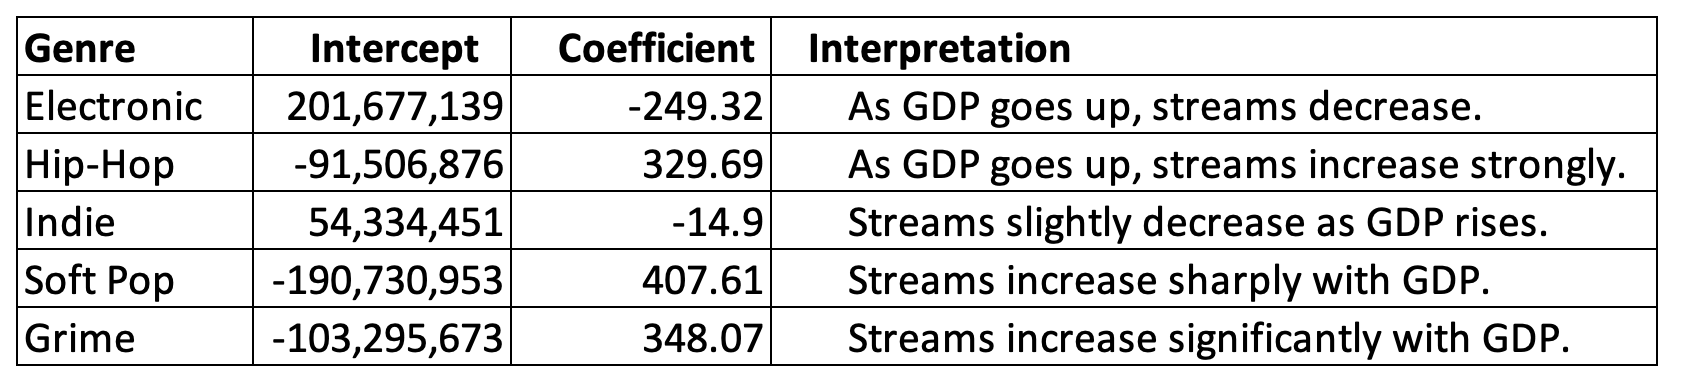 Genre Intercept Coefficient Interpretation
Electronic 201,677,139 -249.32 As GDP goes up, streams decrease.
Hip-Hop -91,506,876 329.69 As GDP goes up, streams increase strongly.
Indie 54,334,451 -14.9 Streams slightly decrease as GDP rises.
Soft Pop -190,730,953 407.61 Streams increase sharply with GDP.
Grime -103,295,673 348.07 Streams increase significantly with GDP.